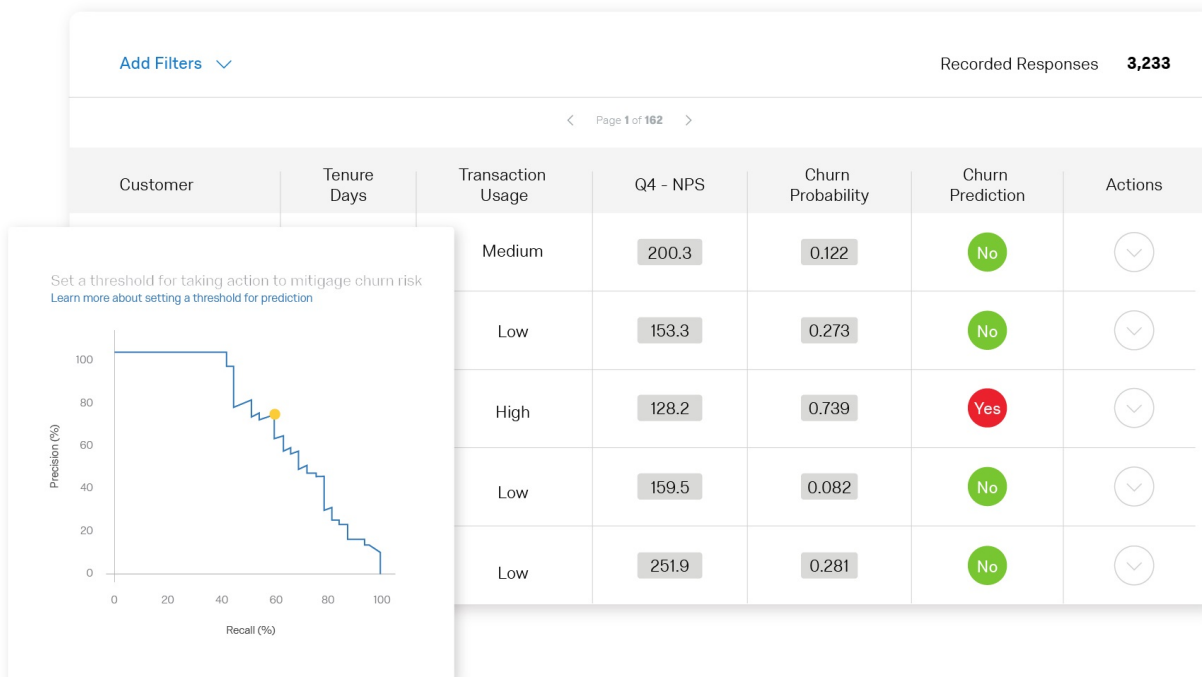 Add Filters
Recorded Responses 3,233
Page 1 of 162
Customer Tenure Days Transaction Usage Q4 - NPS Churn Probability Churn Prediction Actions
Medium 200.3 0.122 No
Low 153.3 0.273 No
High 128.2 0.739 Yes
Low 159.5 0.082 No
Low 251.9 0.281 No
Set a threshold for taking action to mitigage churn risk
Learn more about setting a threshold for prediction
Precision (%)
100
80
60
40
20
0
0 20 40 60 80 100
Recall (%)